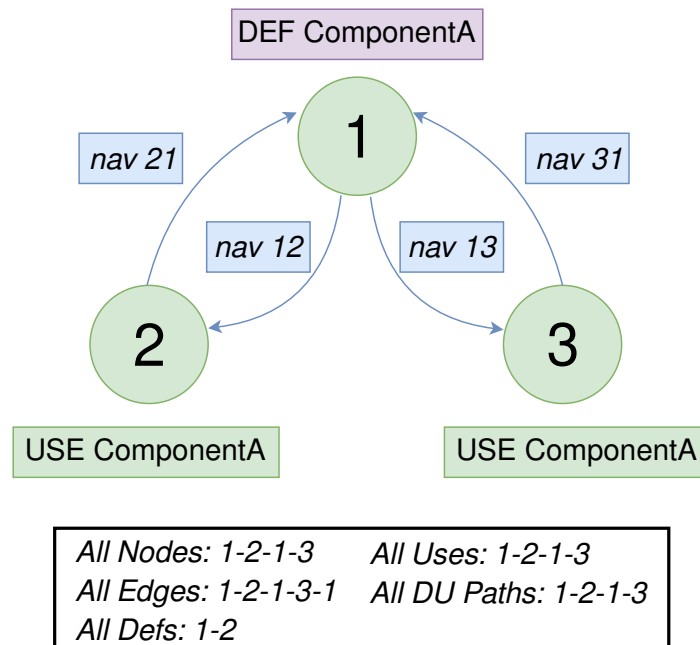 DEF ComponentA
1
nav 21
nav 31
nav 12
nav 13
2
3
USE ComponentA
USE ComponentA
All Nodes: 1-2-1-3
All Uses: 1-2-1-3
All Edges: 1-2-1-3-1
All DU Paths: 1-2-1-3
All Defs: 1-2